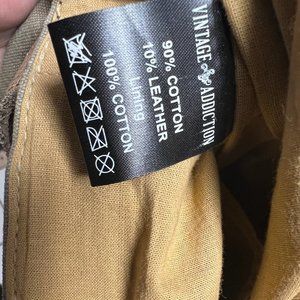 VINTAGE
ADDICTION
90% COTTON
10% LEATHER
Lining
100% COTTON